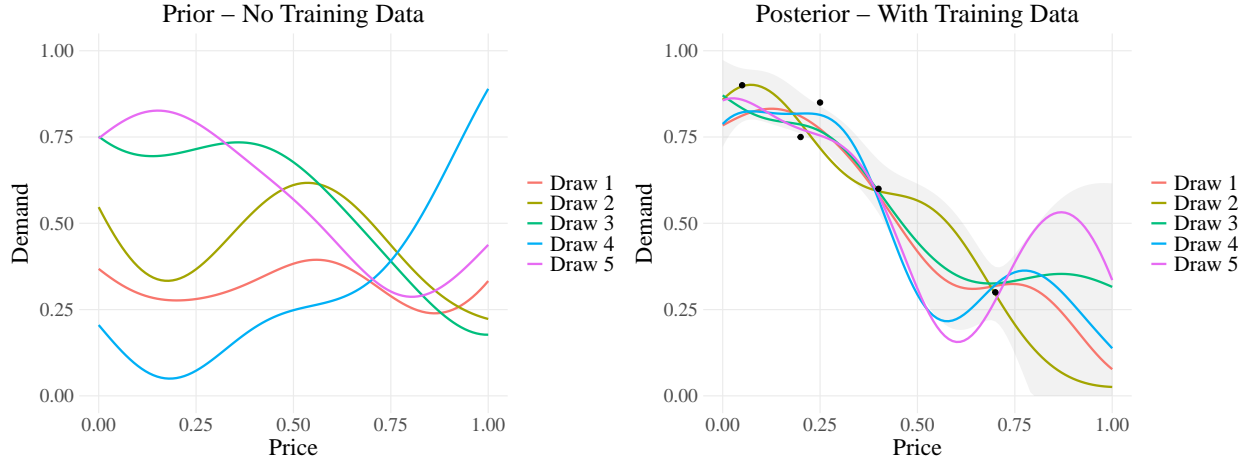 Prior – No Training Data
1.00
0.75
0.50
0.25
0.00
Demand
0.00 0.25 0.50 0.75 1.00
Price
Draw 1
Draw 2
Draw 3
Draw 4
Draw 5
Posterior – With Training Data
1.00
0.75
0.50
0.25
0.00
Demand
0.00 0.25 0.50 0.75 1.00
Price
Draw 1
Draw 2
Draw 3
Draw 4
Draw 5